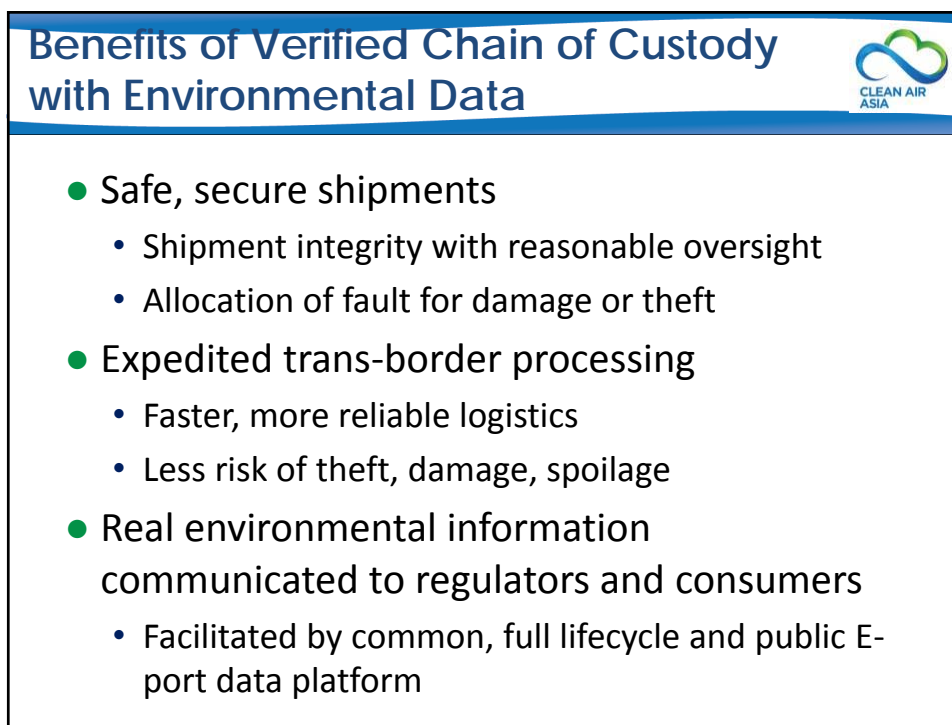 Benefits of Verified Chain of Custody
with Environmental Data
CLEAN AIR
ASIA
● Safe, secure shipments
• Shipment integrity with reasonable oversight
• Allocation of fault for damage or theft
● Expedited trans-border processing
• Faster, more reliable logistics
• Less risk of theft, damage, spoilage
● Real environmental information
communicated to regulators and consumers
• Facilitated by common, full lifecycle and public E-
port data platform